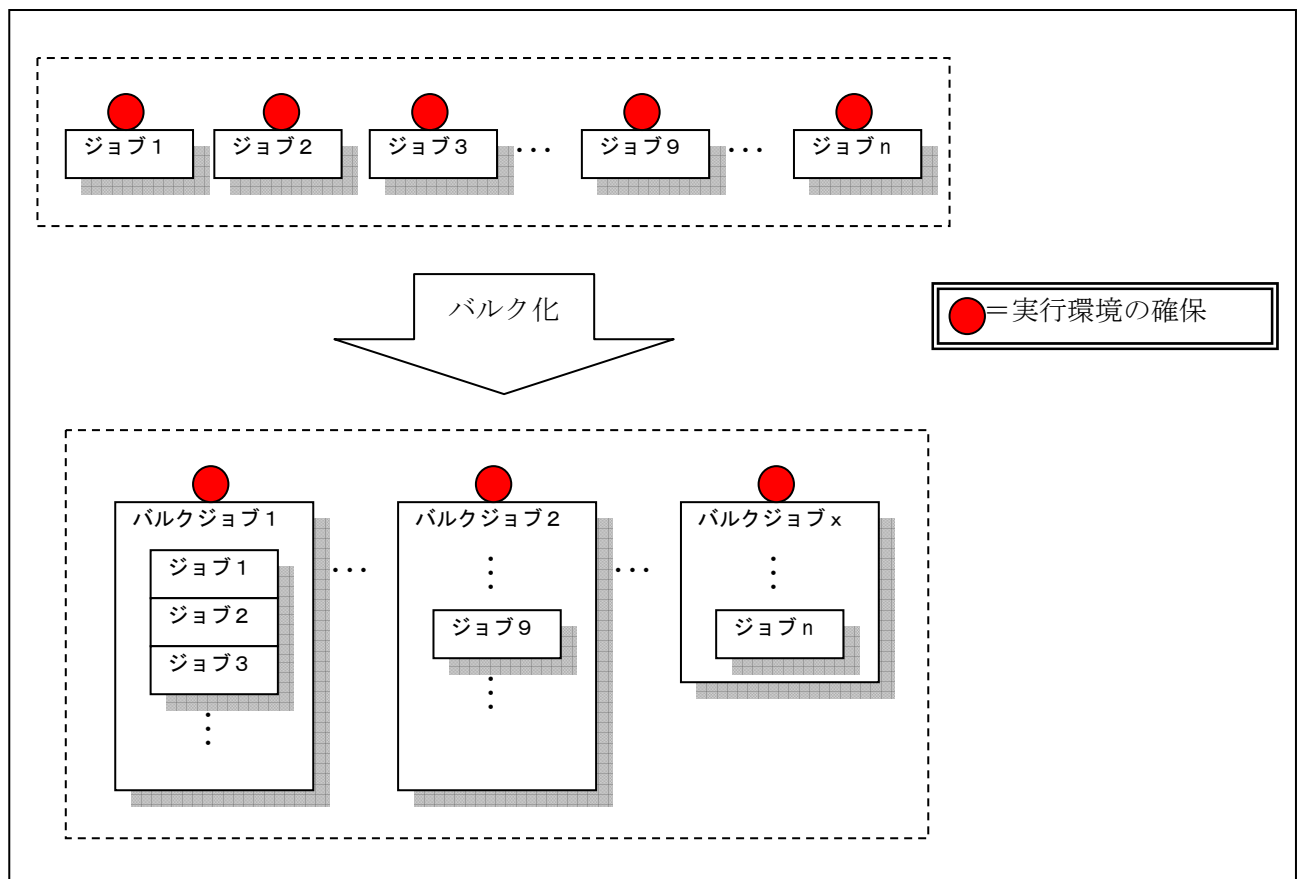 ジョブ1
ジョブ2
ジョブ3
…
ジョブ9
…
ジョブn
バルク化
=実行環境の確保
バルクジョブ1
ジョブ1
ジョブ2
ジョブ3
⋮
…
バルクジョブ2
⋮
ジョブ9
⋮
…
バルクジョブx
⋮
ジョブn